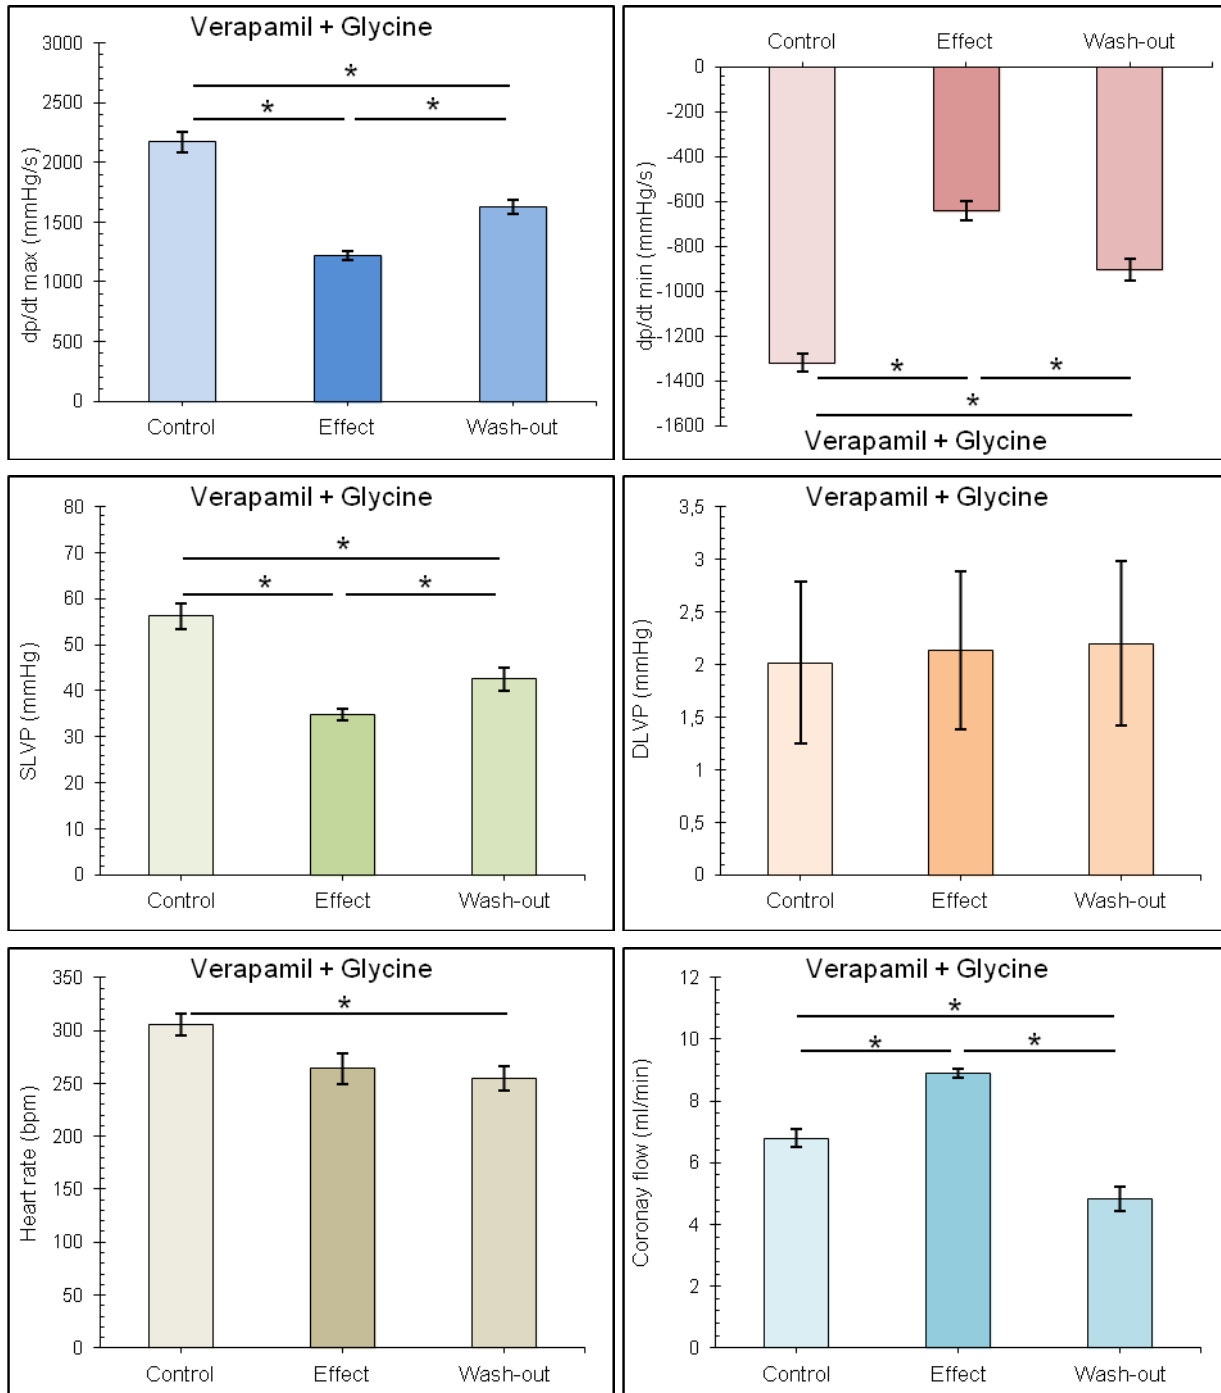 Verapamil + Glycine
dp/dt max (mmHg/s)
3000
2500
2000
1500
1000
500
0
* * *
Control Effect Wash-out
Control Effect Wash-out
dp/dt min (mmHg/s)
0
-200
-400
-600
-800
-1000
-1200
-1400
-1600
* * *
Verapamil + Glycine
Verapamil + Glycine
SLVP (mmHg)
80
70
60
50
40
30
20
10
0
* * *
Control Effect Wash-out
Verapamil + Glycine
DLVP (mmHg)
3,5
3
2,5
2
1,5
1
0,5
0
Control Effect Wash-out
Verapamil + Glycine
Heart rate (bpm)
350
300
250
200
150
100
50
0
*
Control Effect Wash-out
Verapamil + Glycine
Coronay flow (ml/min)
12
10
8
6
4
2
0
* * *
Control Effect Wash-out